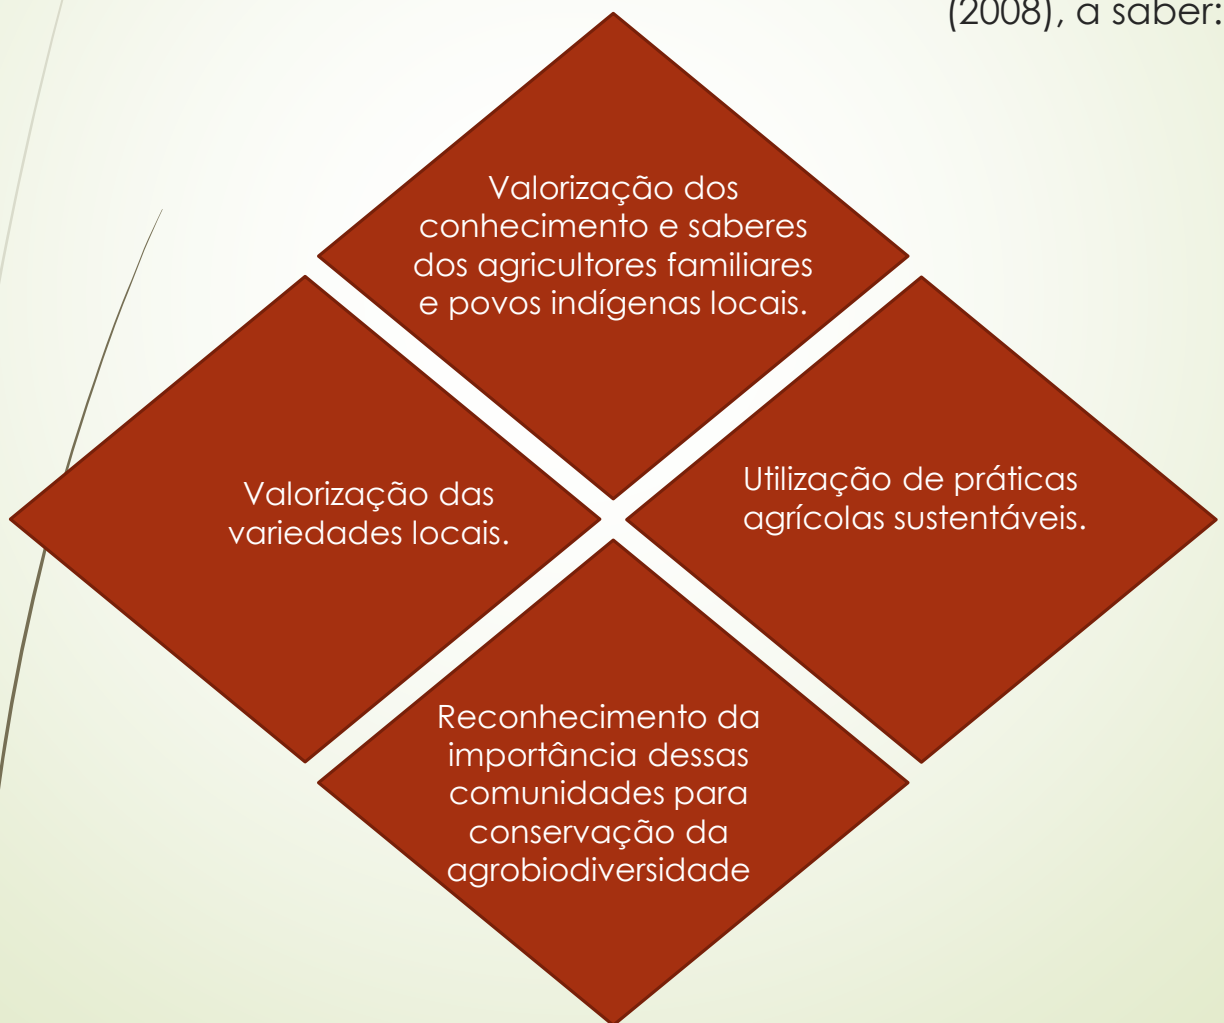 (2008), a saber:
Valorização dos
conhecimento e saberes
dos agricultores familiares
e povos indígenas locais.
Valorização das
variedades locais.
Utilização de práticas
agrícolas sustentáveis.
Reconhecimento da
importância dessas
comunidades para
conservação da
agrobiodiversidade